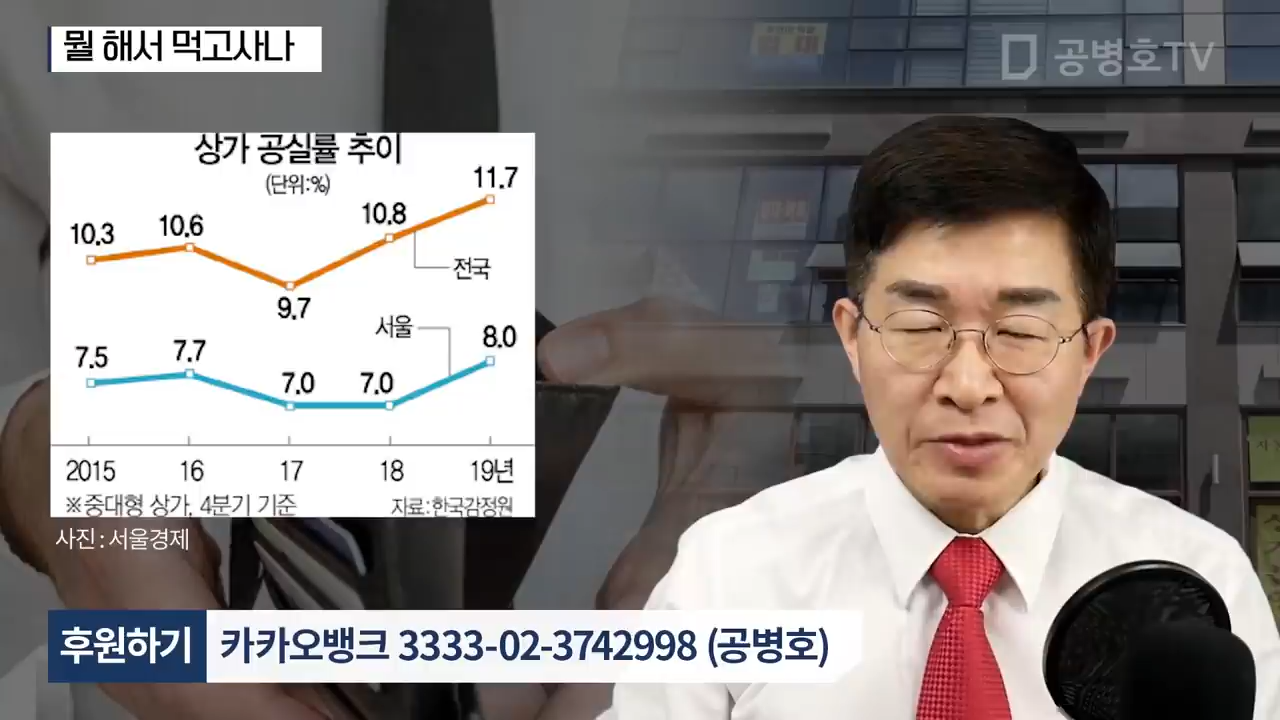 뭘 해서 먹고사나
공병호TV
상가 공실률 추이
(단위:%)
11.7
10.8
10.6
10.3
전국
9.7
서울
8.0
7.7
7.5
7.0
7.0
2015 16 17 18 19년
※중대형 상가, 4분기 기준 자료:한국감정원
사진 : 서울경제
후원하기 카카오뱅크 3333-02-3742998 (공병호)